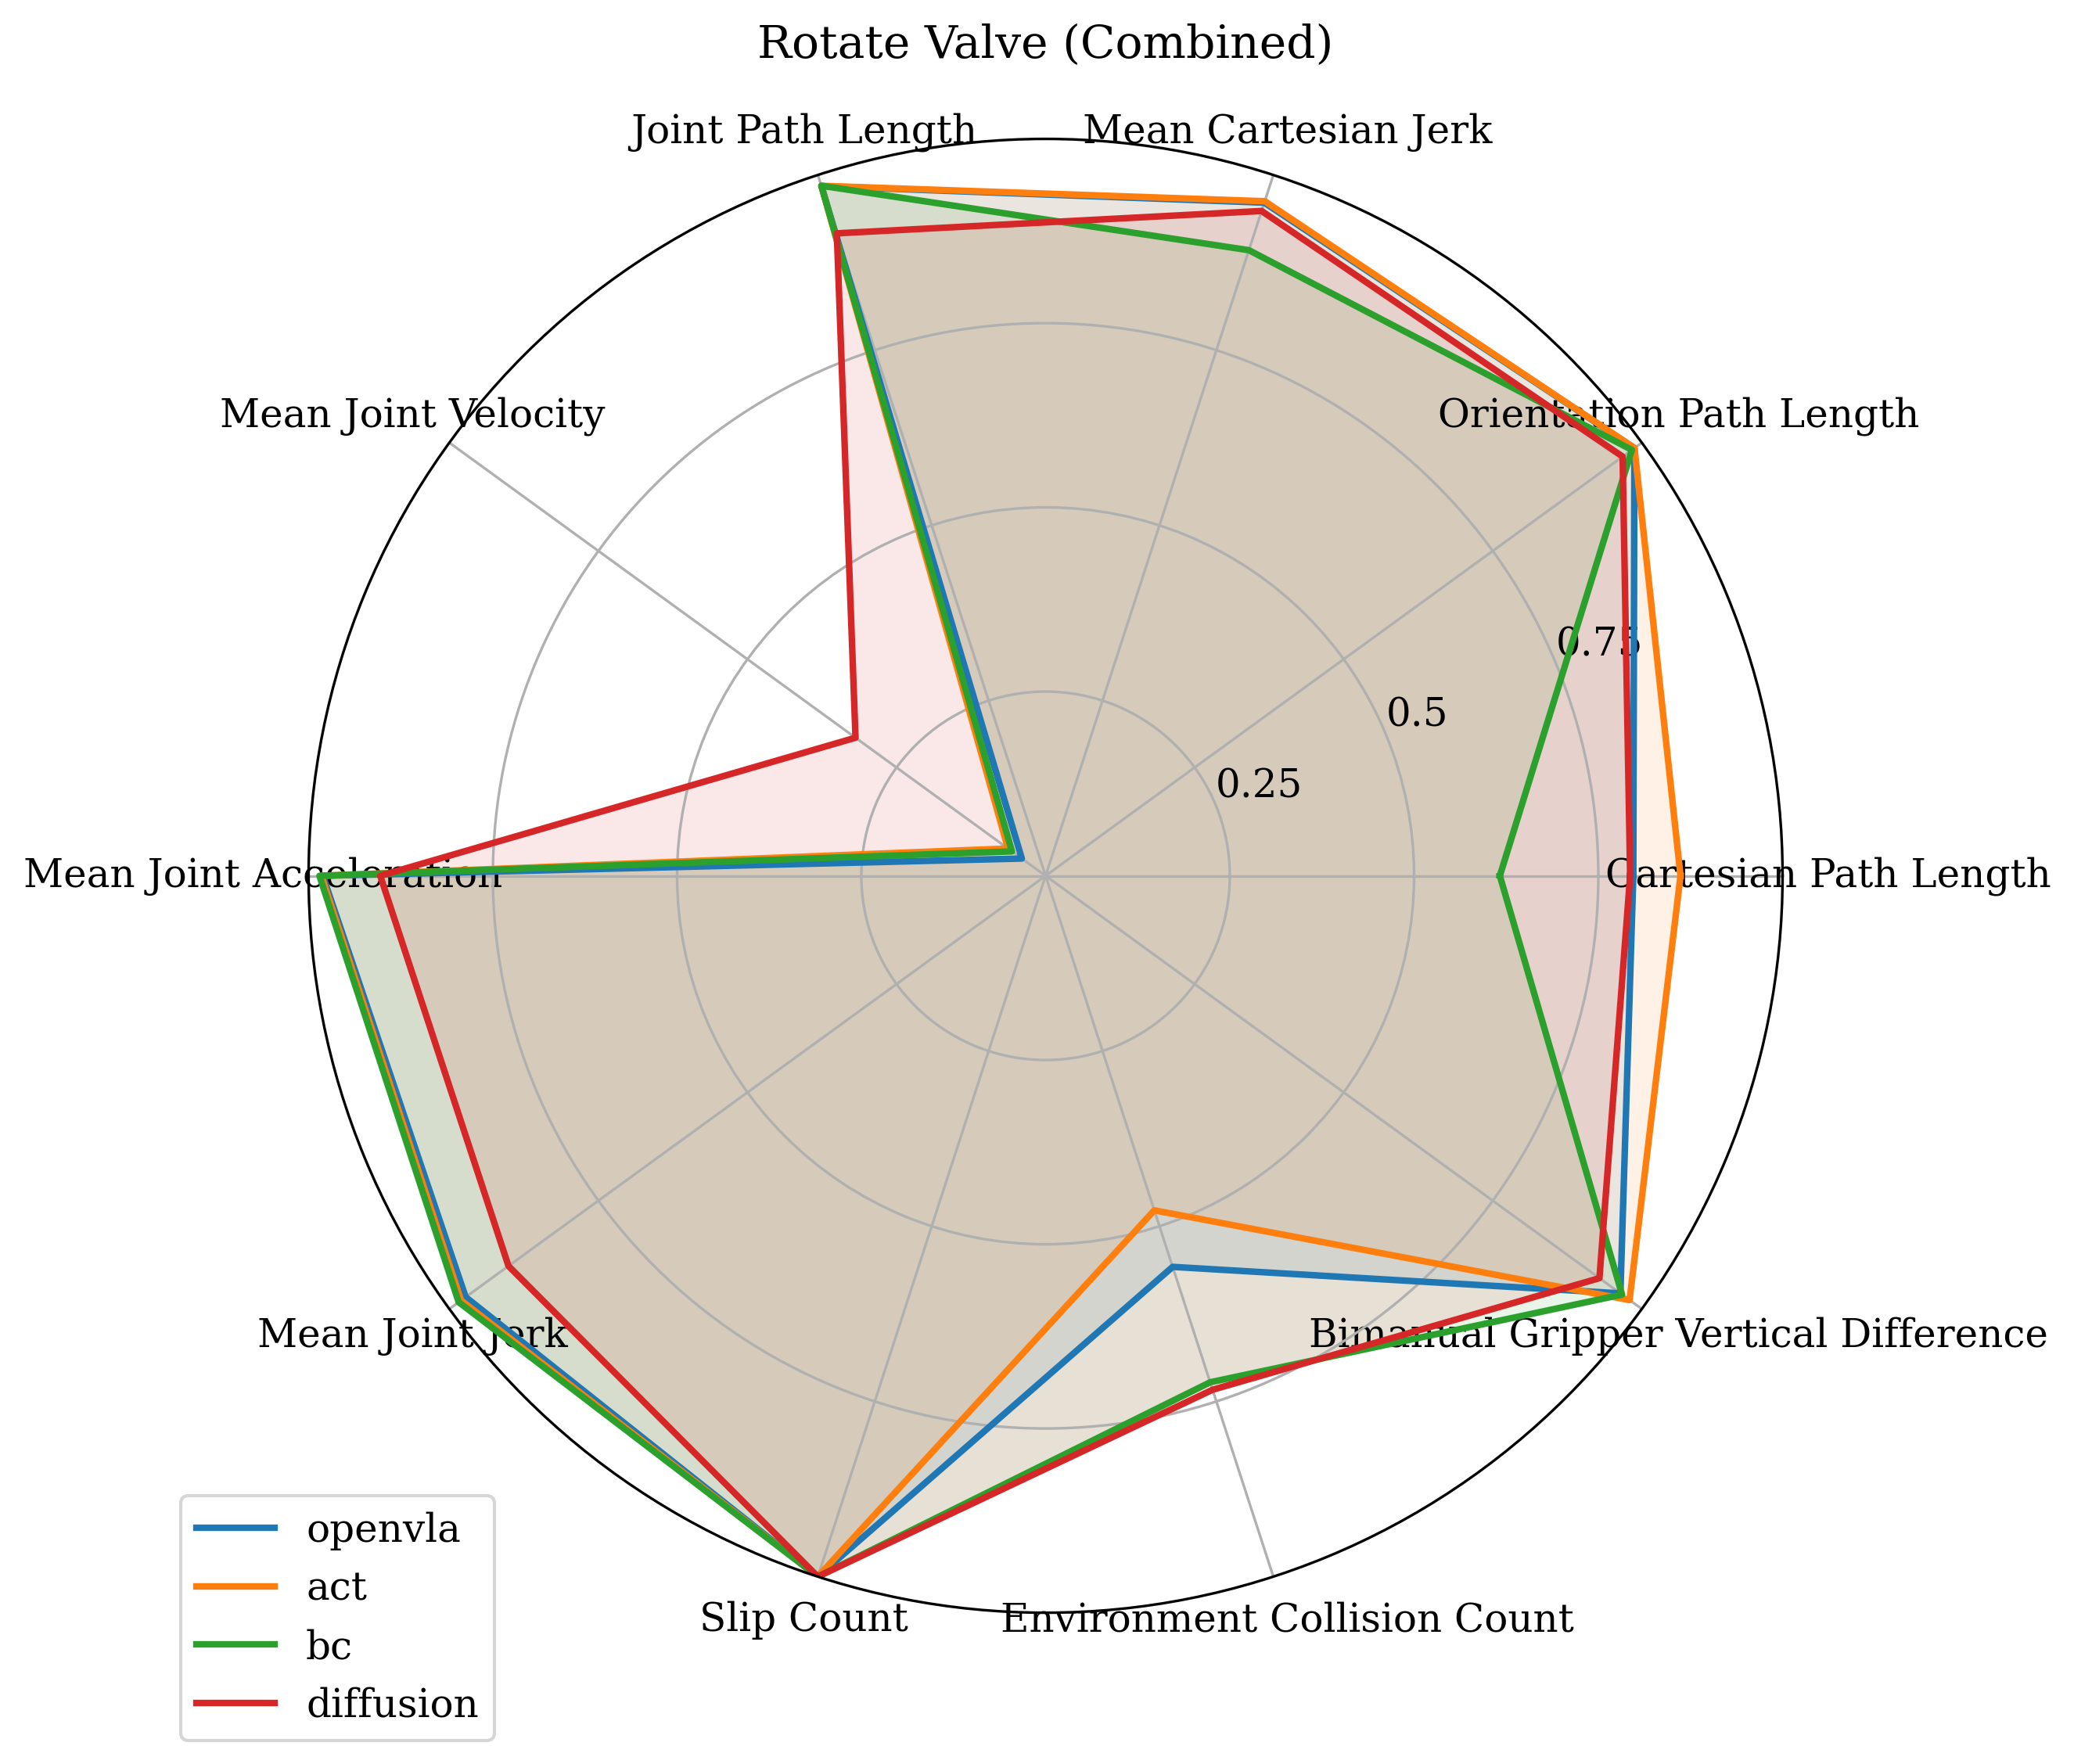 Rotate Valve (Combined)
Joint Path Length
Mean Cartesian Jerk
Mean Joint Velocity
Orientation Path Length
0.75
0.5
0.25
Mean Joint Acceleration
Cartesian Path Length
Mean Joint Jerk
Bimanual Gripper Vertical Difference
Slip Count
Environment Collision Count
openvla
act
bc
diffusion